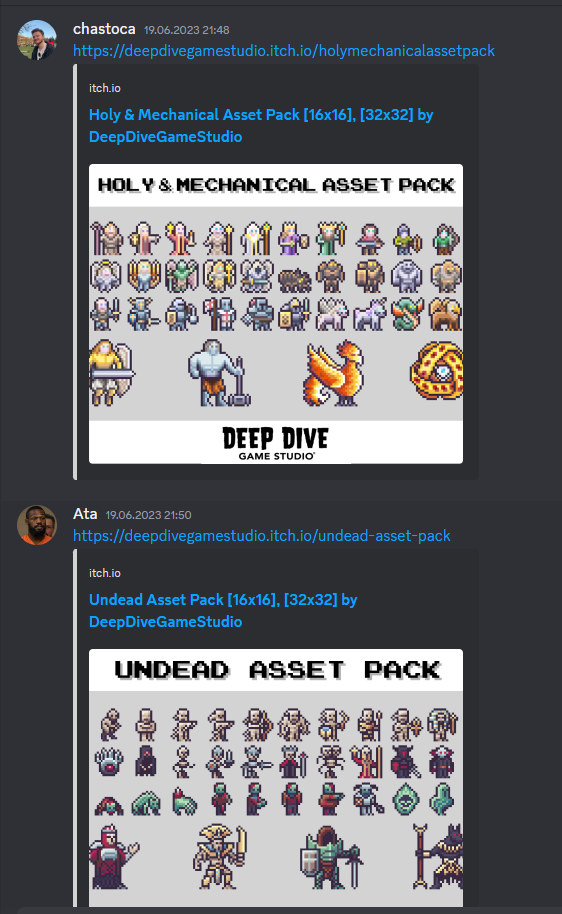 chastoca 19.06.2023 21:48
https://deepdivegamestudio.itch.io/holymechanicalassetpack
itch.io
Holy & Mechanical Asset Pack [16x16], [32x32] by
DeepDiveGameStudio
HOLY & MECHANICAL ASSET PACK
DEEP DIVE
GAME STUDIO
Ata 19.06.2023 21:50
https://deepdivegamestudio.itch.io/undead-asset-pack
itch.io
Undead Asset Pack [16x16], [32x32] by
DeepDiveGameStudio
UNDEAD ASSET PACK